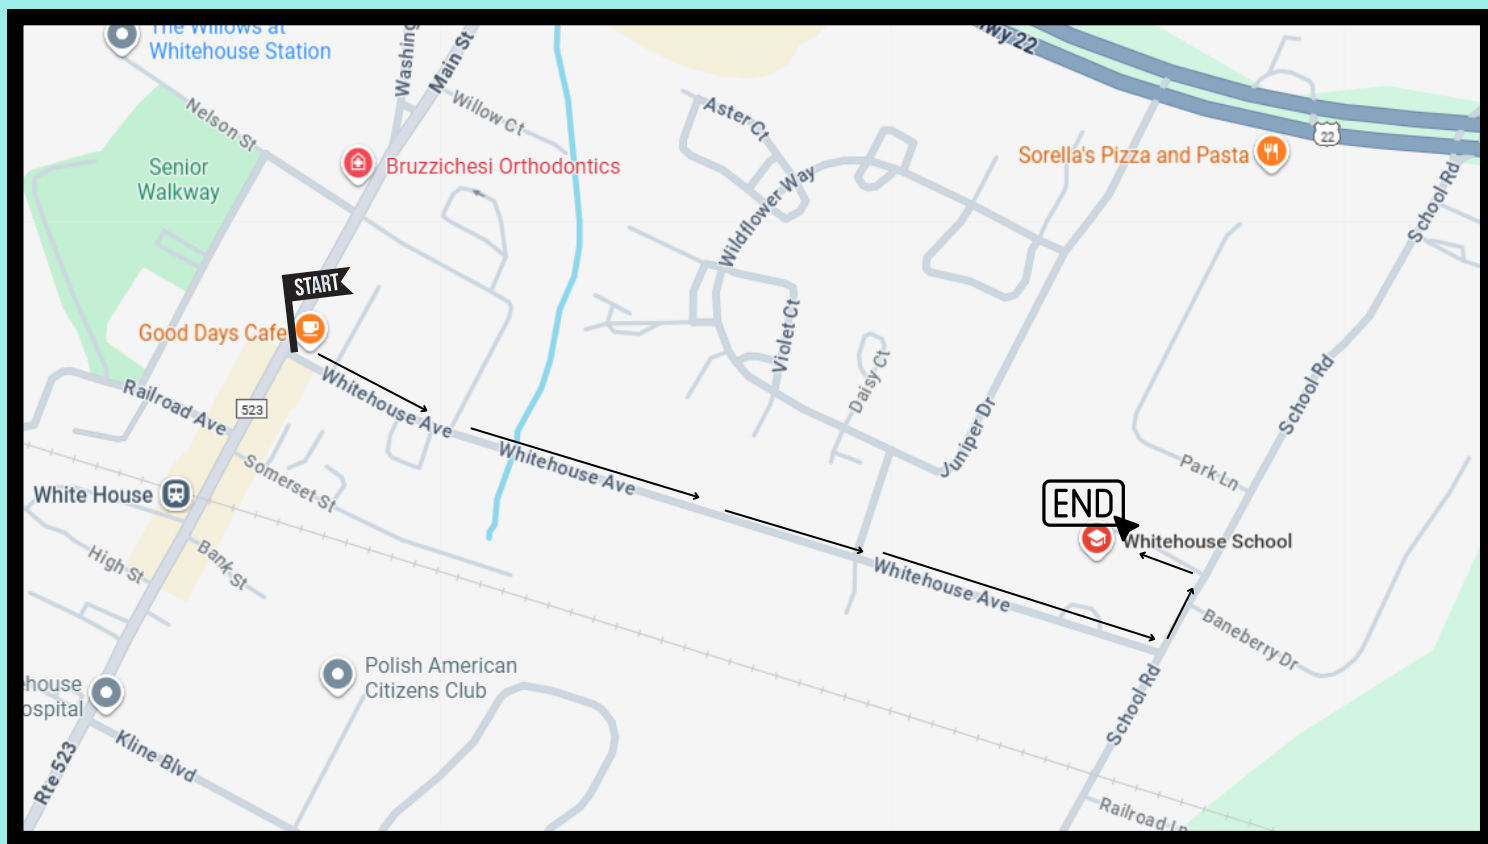 The Willows at
Whitehouse Station
Washing
Main St
Hwy 22
Nelson St
Willow Ct
Aster Ct
22
Senior
Walkway
Bruzzichesi Orthodontics
Sorella's Pizza and Pasta
School Rd
Wildflower Way
START
Good Days Cafe
Violet Ct
Daisy Ct
School Rd
Railroad Ave
523
Whitehouse Ave
Whitehouse Ave
Juniper Dr
Park Ln
Somerset St
White House
END
Whitehouse School
High St
Bank St
Whitehouse Ave
Baneberry Dr
Polish American
Citizens Club
ehouse
ospital
School Rd
Kline Blvd
Rte 523
Railroad Ln